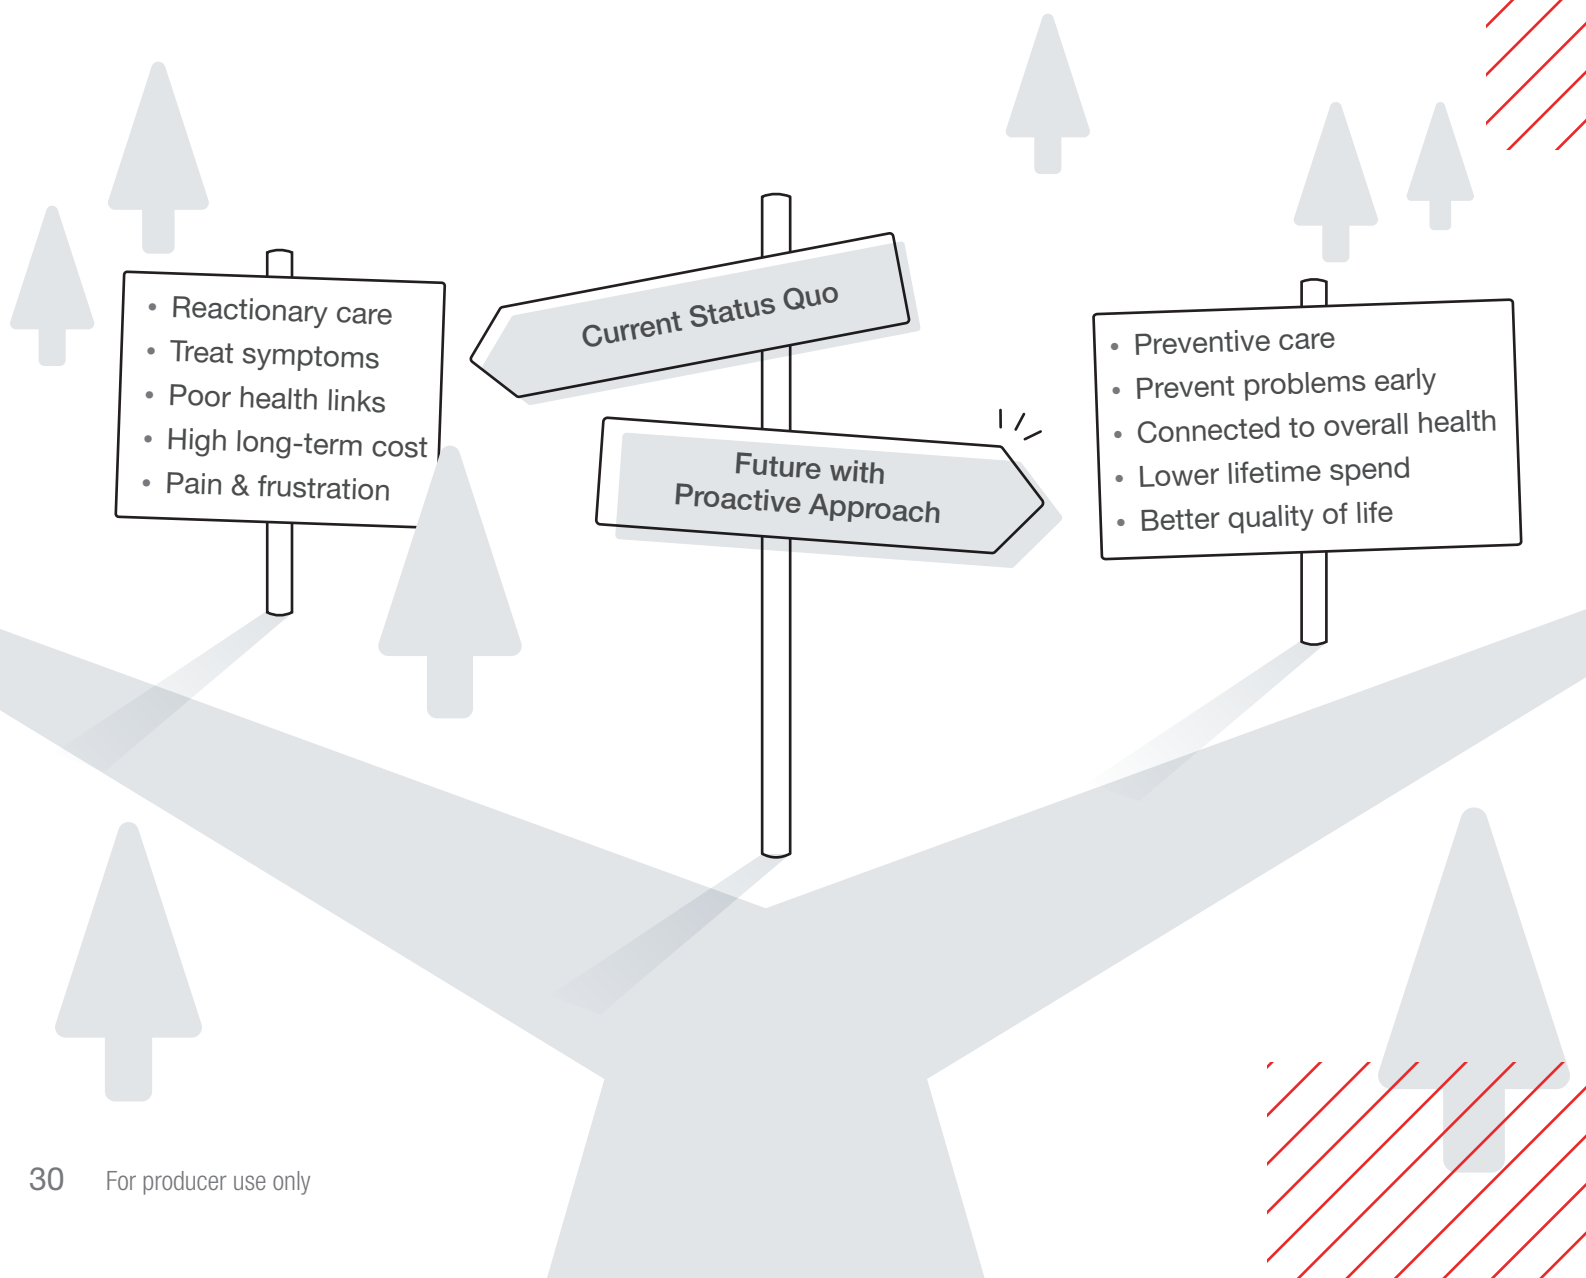 • Reactionary care
• Treat symptoms
• Poor health links
• High long-term cost
• Pain & frustration
Current Status Quo
Future with
Proactive Approach
• Preventive care
• Prevent problems early
• Connected to overall health
• Lower lifetime spend
• Better quality of life
30 For producer use only